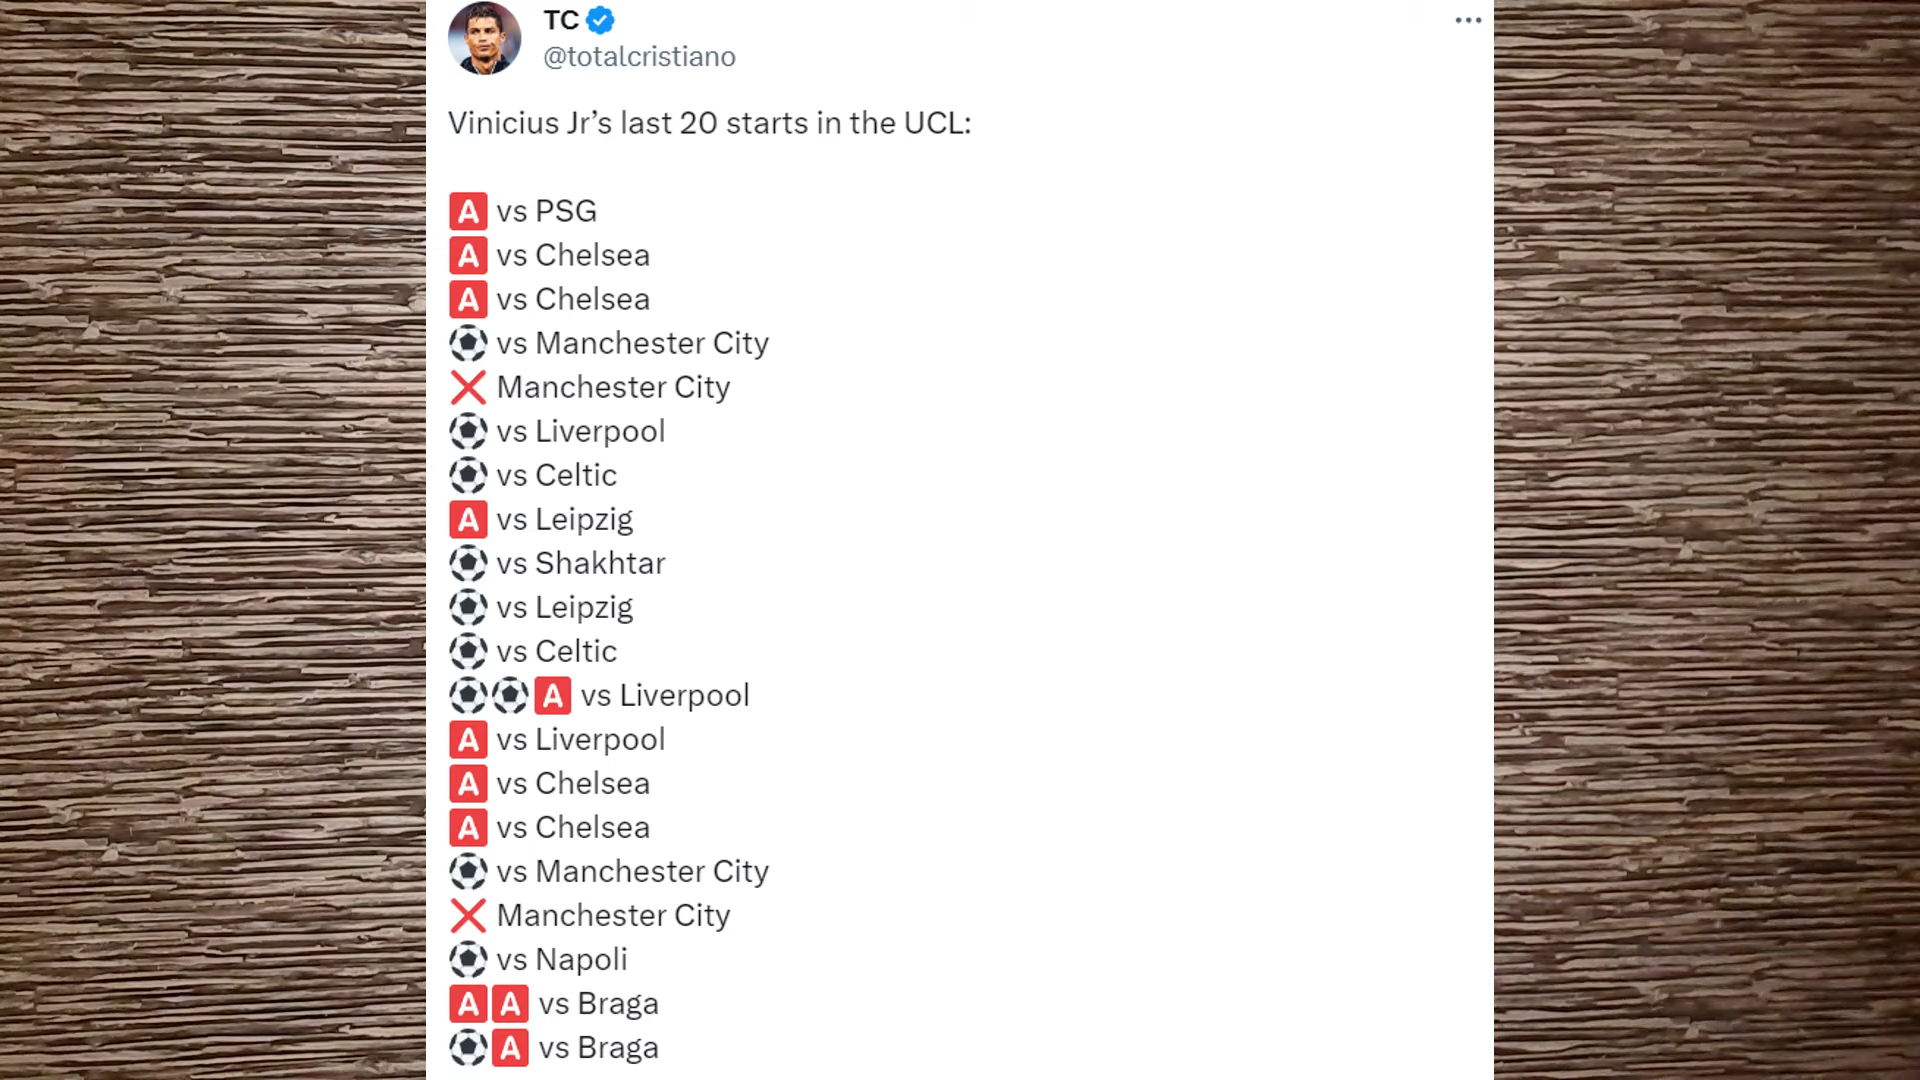 TC
@totalcristiano
Vinicius Jr’s last 20 starts in the UCL:
🅰️ vs PSG
🅰️ vs Chelsea
🅰️ vs Chelsea
⚽ vs Manchester City
❌ Manchester City
⚽ vs Liverpool
⚽ vs Celtic
🅰️ vs Leipzig
⚽ vs Shakhtar
⚽ vs Leipzig
⚽ vs Celtic
⚽⚽🅰️ vs Liverpool
🅰️ vs Liverpool
🅰️ vs Chelsea
🅰️ vs Chelsea
⚽ vs Manchester City
❌ Manchester City
⚽ vs Napoli
🅰️🅰️ vs Braga
⚽🅰️ vs Braga